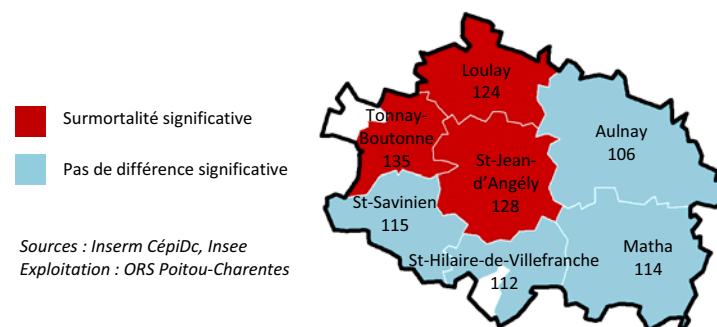 Loulay
124
Surmortalité significative
Tonnay-
Boutonne
135
Aulnay
106
Pas de différence significative
St-Jean-
d’Angély
128
St-Savinien
115
Sources : Inserm CépiDc, Insee
Exploitation : ORS Poitou-Charentes
St-Hilaire-de-Villefranche
112
Matha
114